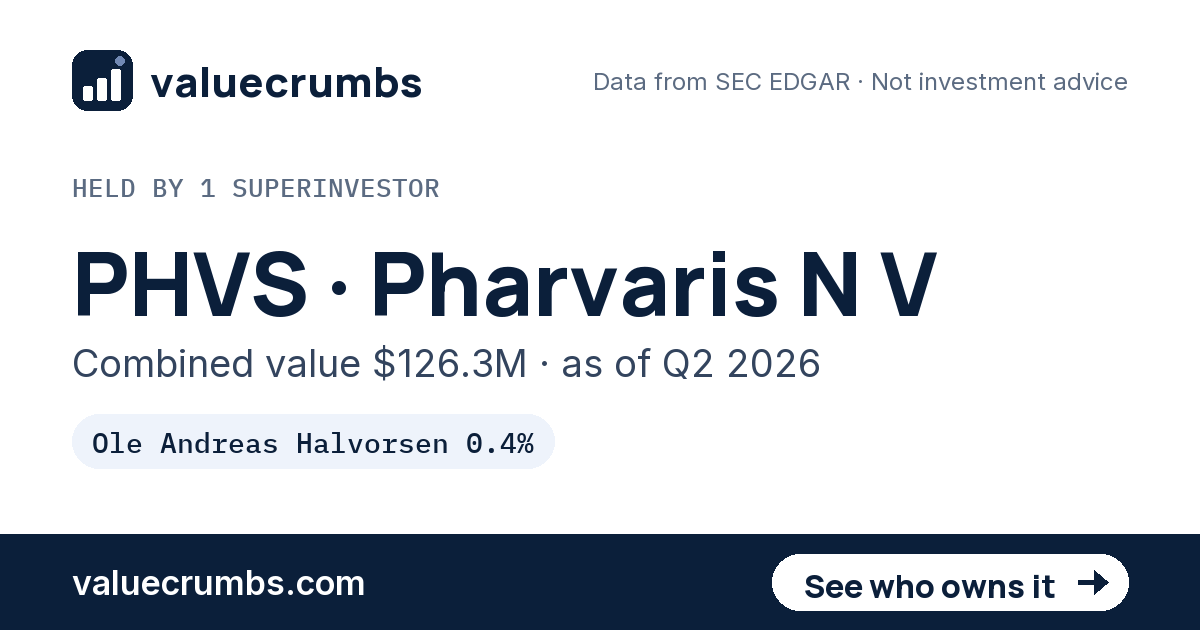 valuecrumbs
Data from SEC EDGAR · Not investment advice
HELD BY 1 SUPERINVESTOR
PHVS · Pharvaris N V
Combined value $126.3M · as of Q2 2026
Ole Andreas Halvorsen 0.4%
valuecrumbs.com
See who owns it →